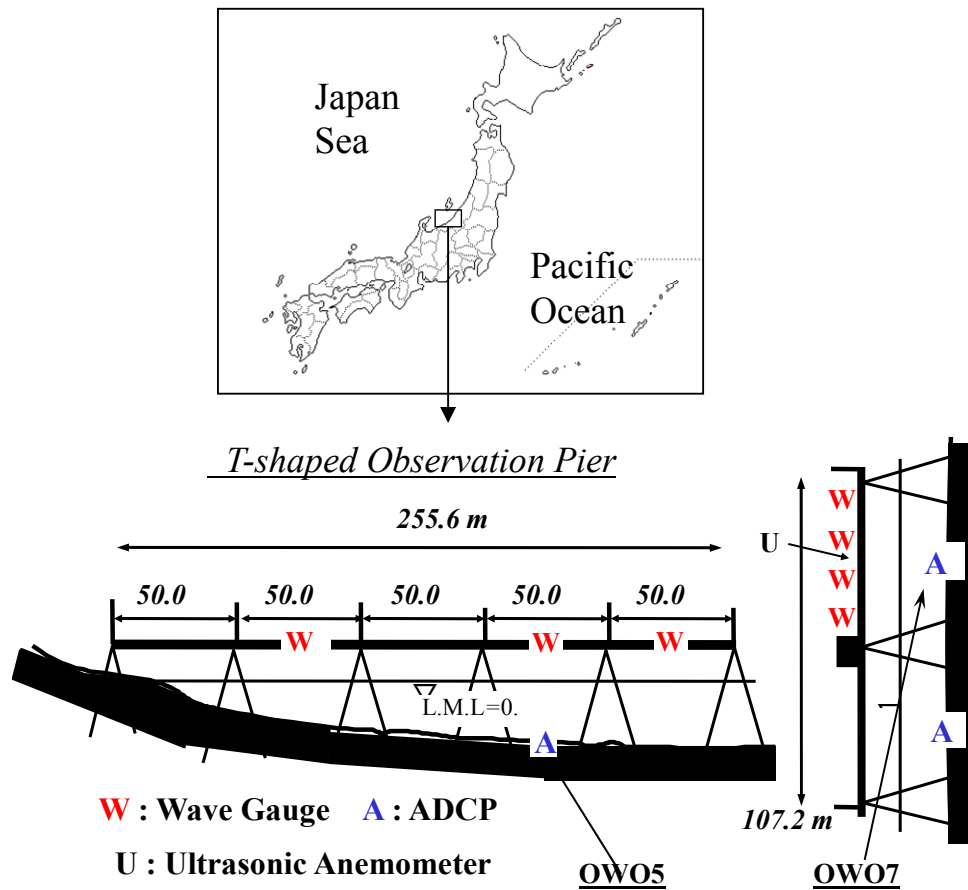 Japan
Sea
Pacific
Ocean
T-shaped Observation Pier
255.6 m
50.0 50.0 50.0 50.0 50.0
W W W
L.M.L=0.
A
W
U
W
A
W
W
1
A
107.2 m
W : Wave Gauge A : ADCP
U : Ultrasonic Anemometer
OWO5 OWO7